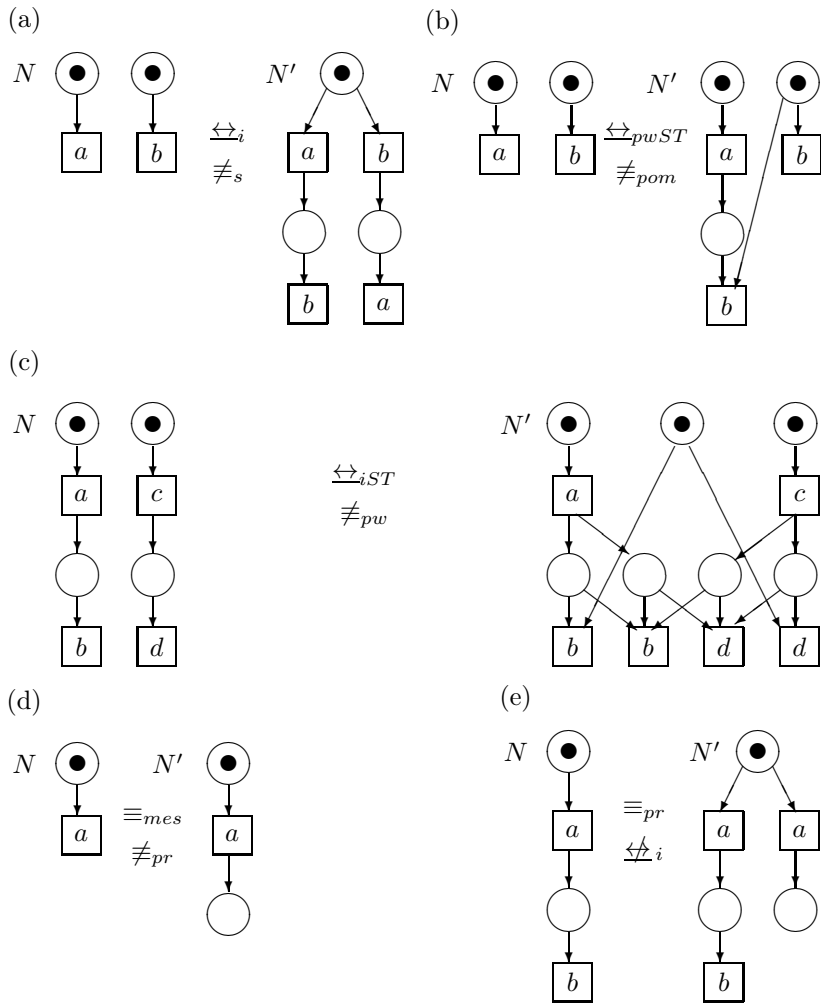 (a)
(b)
N N′ N N′
a b ↔i a b a b ↔pwST a b
≢s ≢pom
b a b
(c)
N N′
a c ↔iST a c
≢pw
b d b b d d
(d) (e)
N N′ N N′
a ≡mes a a ≡pr a a
≢pr ↮i
b b